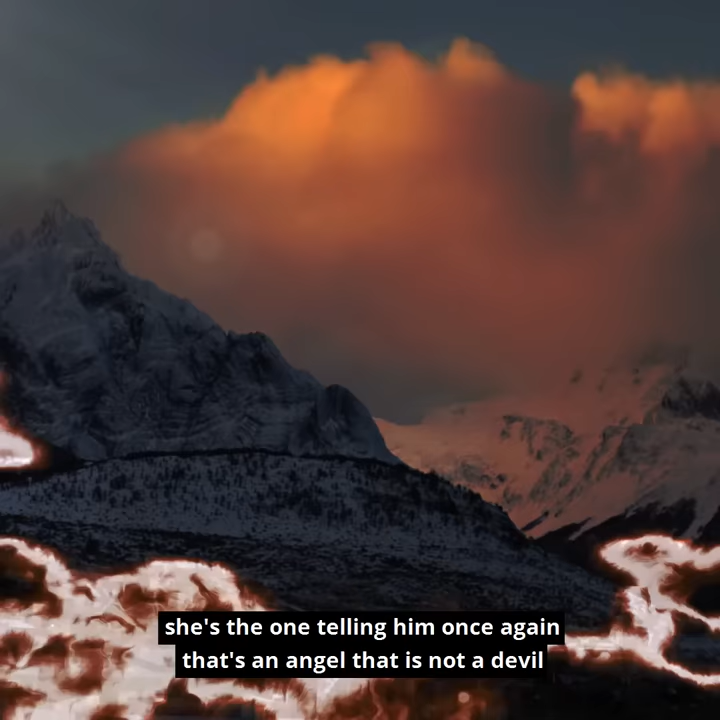 she's the one telling him once again
that's an angel that is not a devil